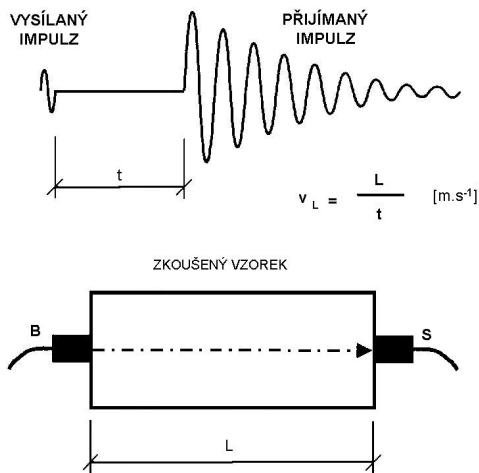 VYSÍLANÝ
IMPULZ
PŘIJÍMANÝ
IMPULZ
t
v L = L / t [m.s-1]
ZKOUŠENÝ VZOREK
B
S
L